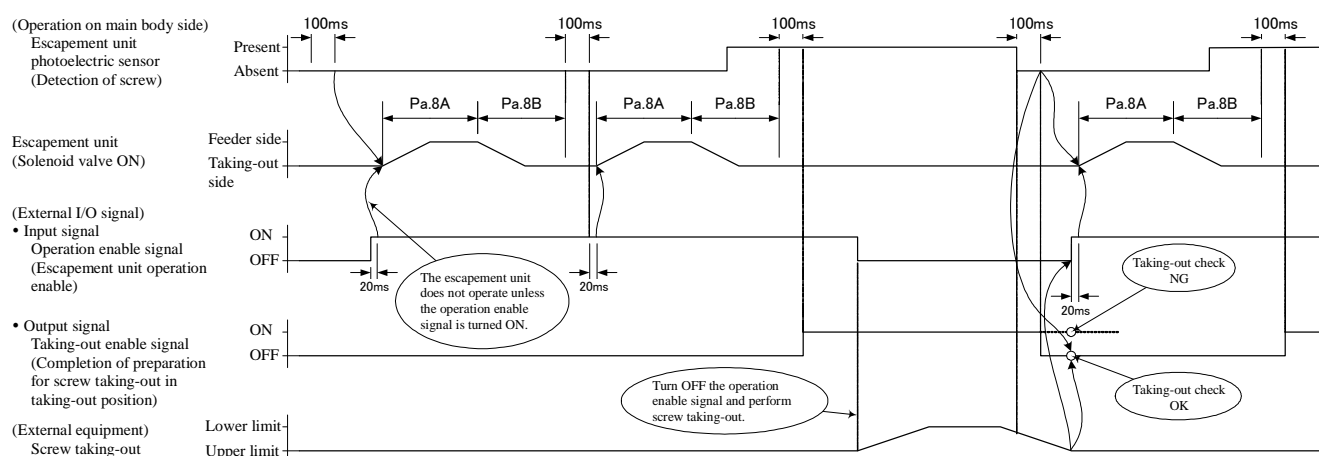 (Operation on main body side)
Escapement unit
photoelectric sensor
(Detection of screw)
Present
Absent
100ms
100ms
100ms
100ms
100ms
Pa.8A
Pa.8B
Pa.8A
Pa.8B
Pa.8A
Pa.8B
Escapement unit
(Solenoid valve ON)
Feeder side
Taking-out
side
(External I/O signal)
• Input signal
Operation enable signal
(Escapement unit operation
enable)
ON
OFF
20ms
The escapement unit
does not operate unless
the operation enable
signal is turned ON.
20ms
20ms
Taking-out check
NG
• Output signal
Taking-out enable signal
(Completion of preparation
for screw taking-out in
taking-out position)
ON
OFF
Turn OFF the operation
enable signal and perform
screw taking-out.
Taking-out check
OK
(External equipment)
Screw taking-out
Lower limit
Upper limit